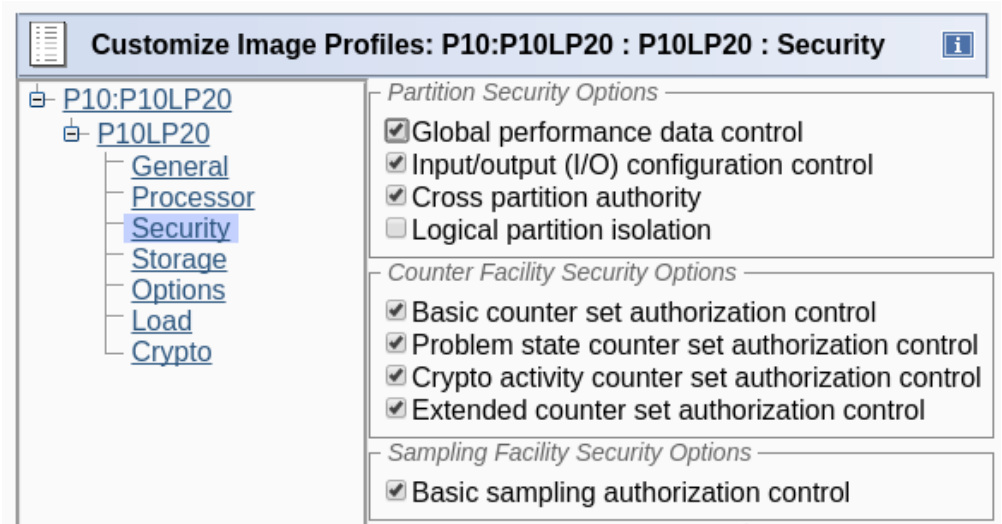 Customize Image Profiles: P10:P10LP20 : P10LP20 : Security
P10:P10LP20
P10LP20
General
Processor
Security
Storage
Options
Load
Crypto
Partition Security Options
Global performance data control
Input/output (I/O) configuration control
Cross partition authority
Logical partition isolation
Counter Facility Security Options
Basic counter set authorization control
Problem state counter set authorization control
Crypto activity counter set authorization control
Extended counter set authorization control
Sampling Facility Security Options
Basic sampling authorization control